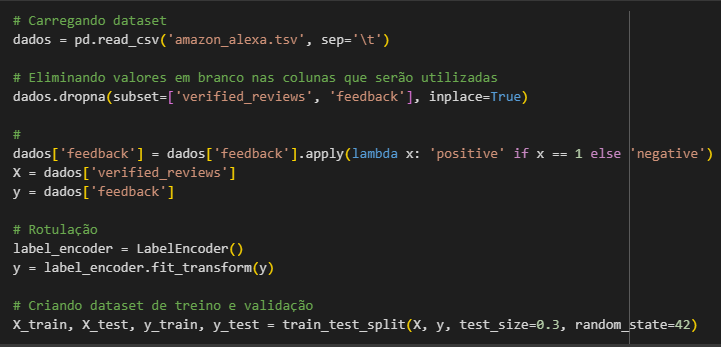 # Carregando dataset
dados = pd.read_csv('amazon_alexa.tsv', sep='\t')
# Eliminando valores em branco nas colunas que serão utilizadas
dados.dropna(subset=['verified_reviews', 'feedback'], inplace=True)
#
dados['feedback'] = dados['feedback'].apply(lambda x: 'positive' if x == 1 else 'negative')
X = dados['verified_reviews']
y = dados['feedback']
# Rotulação
label_encoder = LabelEncoder()
y = label_encoder.fit_transform(y)
# Criando dataset de treino e validação
X_train, X_test, y_train, y_test = train_test_split(X, y, test_size=0.3, random_state=42)